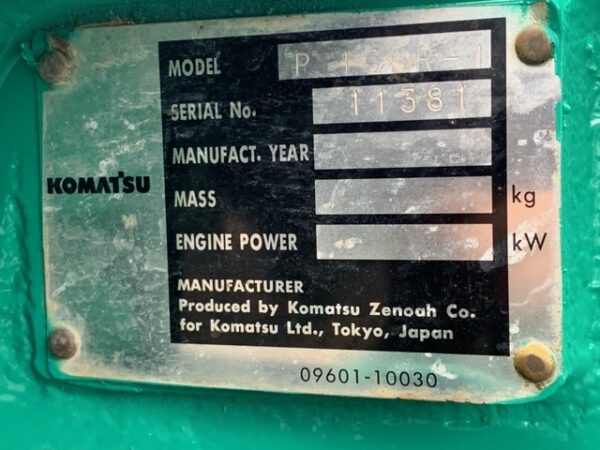 MODEL
SERIAL No. 11381
MANUFACT. YEAR
KOMATSU
MASS kg
ENGINE POWER kW
MANUFACTURER
Produced by Komatsu Zenoah Co.
for Komatsu Ltd., Tokyo, Japan
09601-10030